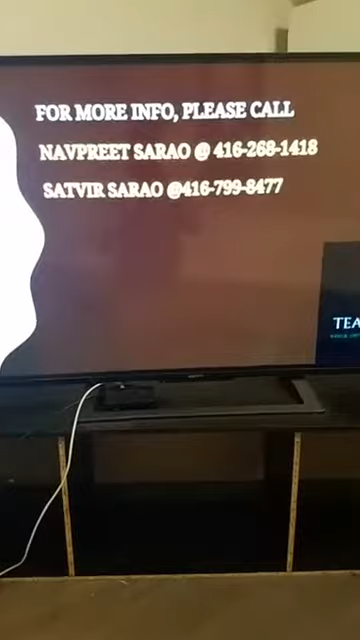 FOR MORE INFO, PLEASE CALL
NAVPREET SARAO @ 416-268-1418
SATVIR SARAO @416-799-8477
TEA